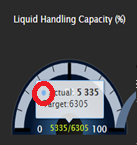 Liquid Handling Capacity (%)
Actual: 5 335
Target:6305
0 5335/6305 100